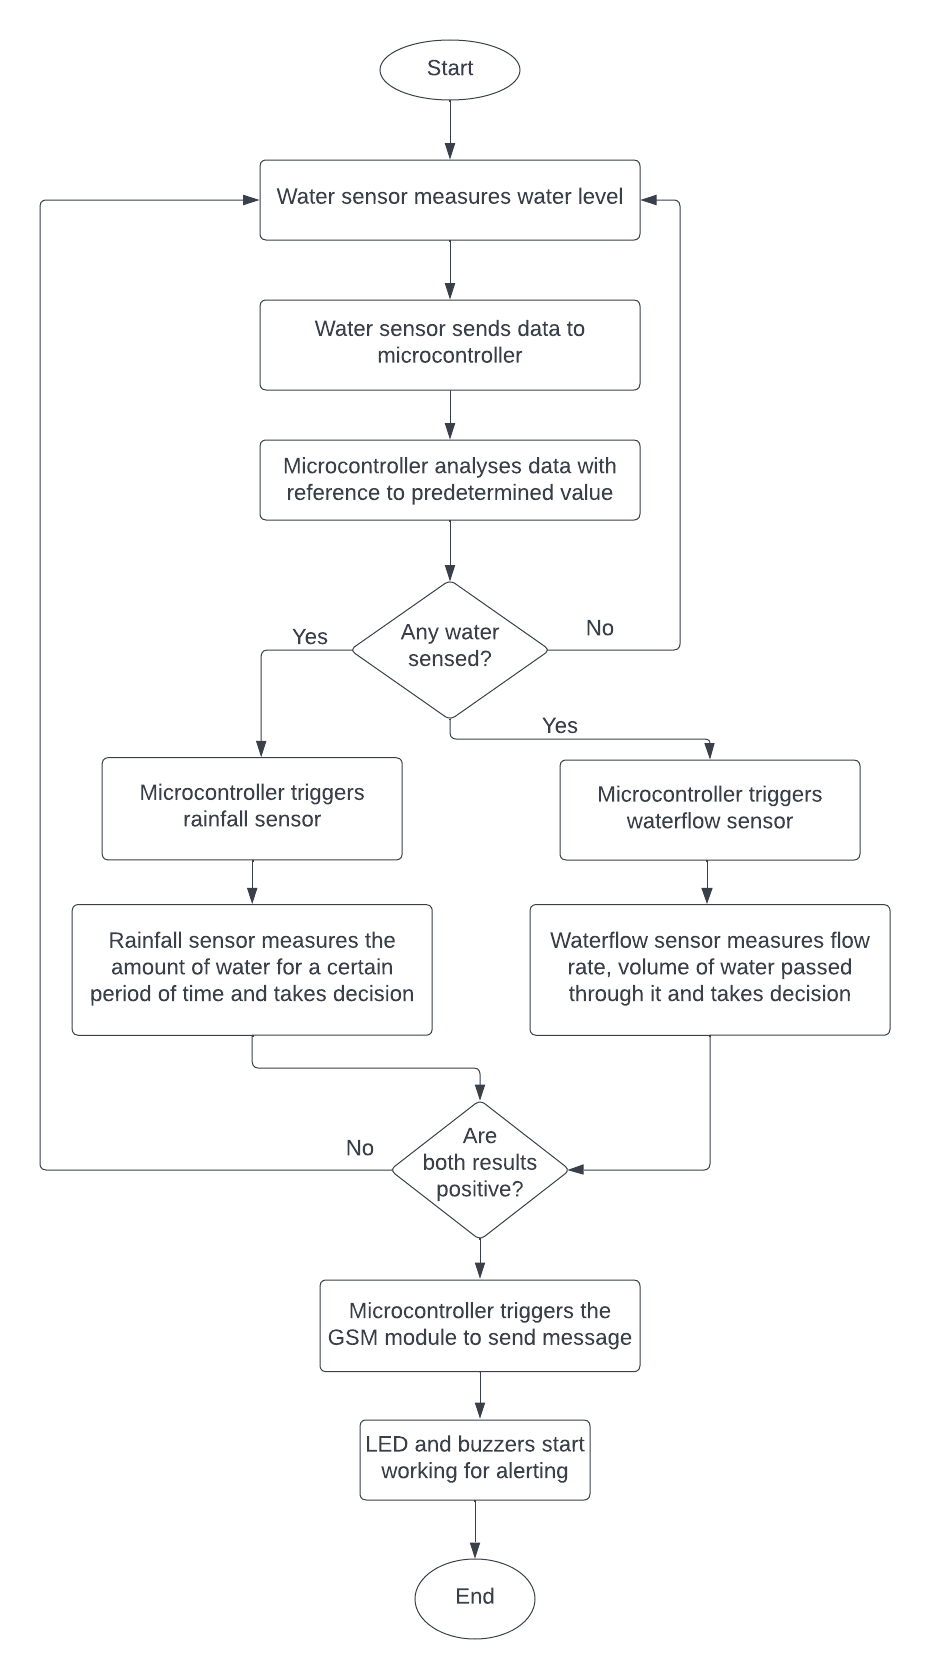 Start
Water sensor measures water level
Water sensor sends data to
microcontroller
Microcontroller analyses data with
reference to predetermined value
Any water
sensed?
Yes
No
Yes
Microcontroller triggers
rainfall sensor
Microcontroller triggers
waterflow sensor
Rainfall sensor measures the
amount of water for a certain
period of time and takes decision
Waterflow sensor measures flow
rate, volume of water passed
through it and takes decision
Are
both results
positive?
No
Microcontroller triggers the
GSM module to send message
LED and buzzers start
working for alerting
End